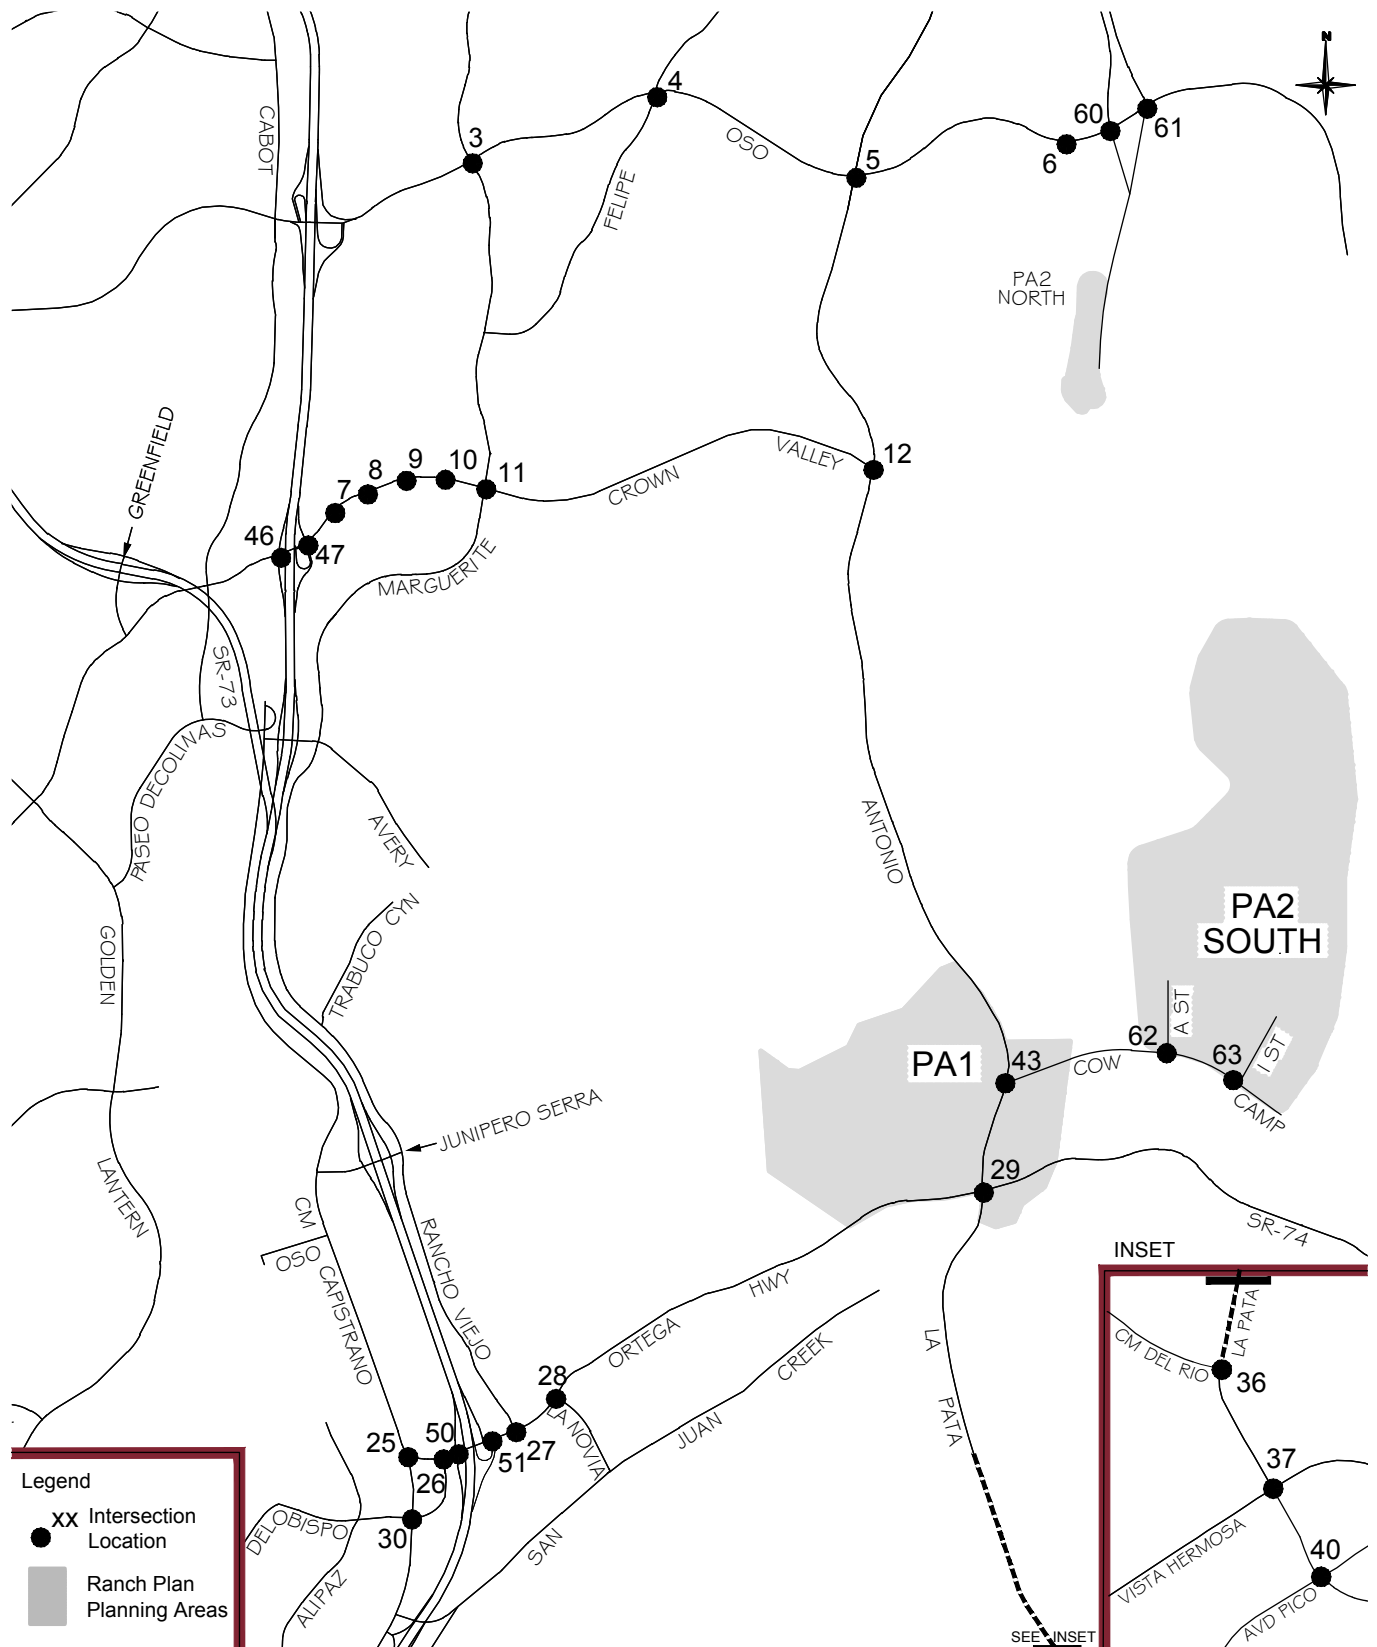 N
4
3
60
61
CABOT
OSO
5
6
FELIPE
PA2
NORTH
GREENFIELD
VALLEY
12
9
10
8
11
7
CROWN
46
47
MARGUERITE
SR-73
PASEO DECOLINAS
ANTONIO
AVERY
PA2
SOUTH
TRABUCO CYN
GOLDEN
A ST
62
I ST
63
PA1
43
COW
CAMP
JUNIPERO SERRA
LANTERN
29
CM
RANCHO VIEJO
SR-74
OSO
CAPISTRANO
HWY
INSET
LA PATA
ORTEGA
LA
CM DEL RIO
CREEK
36
28
LA NOVIA
PATA
JUAN
25
50
51
27
26
37
Legend
xx Intersection
Location
Ranch Plan
Planning Areas
DEL OBISPO
30
SAN
VISTA HERMOSA
40
ALIPAZ
AVD PICO
SEE INSET